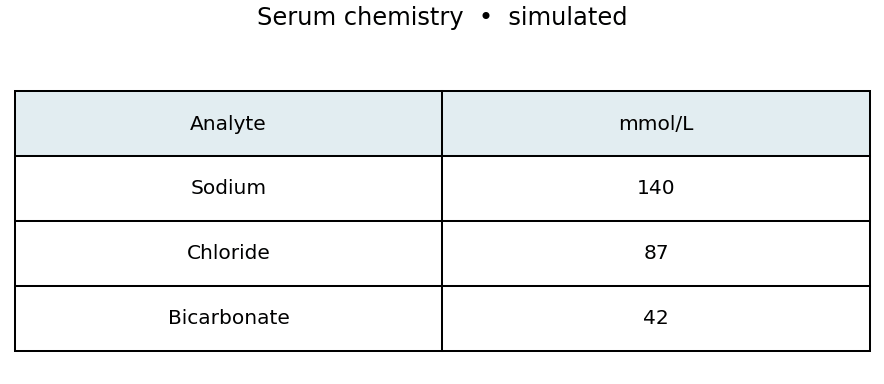 Serum chemistry • simulated
Analyte mmol/L
Sodium 140
Chloride 87
Bicarbonate 42